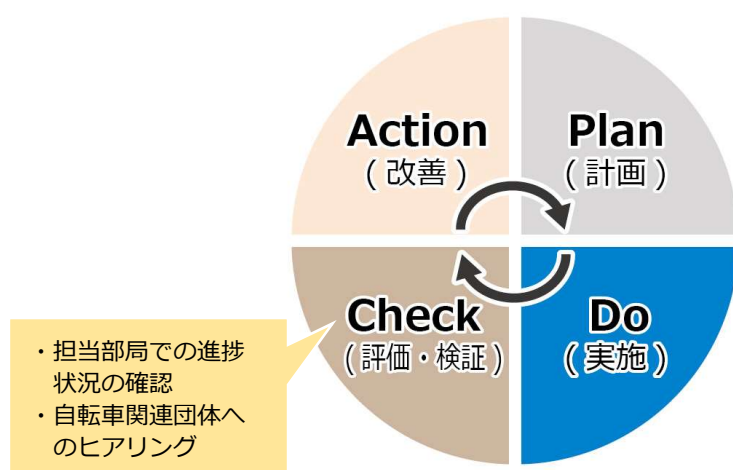 Action
(改善)
Plan
(計画)
Check
(評価・検証)
Do
(実施)
・担当部局での進捗
状況の確認
・自転車関連団体へ
のヒアリング